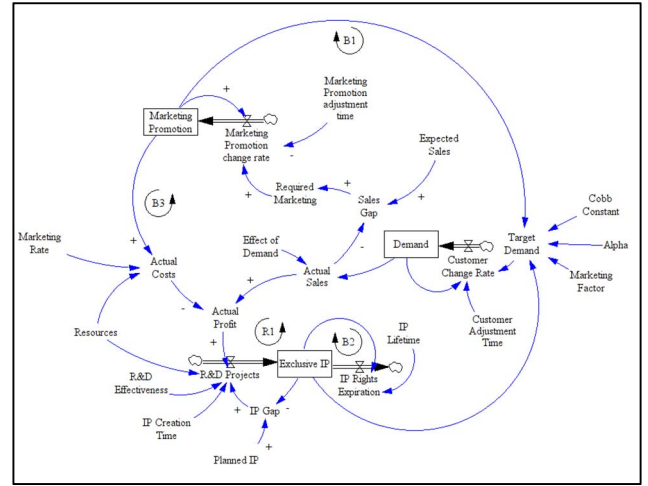 B1
+
Marketing
Promotion
adjustment
time
Marketing
Promotion
Marketing
Promotion
change rate
-
Expected
Sales
+
Required
Marketing
+
Sales
Gap
+
B3
Cobb
Constant
Marketing
Rate
+
Actual
Costs
Effect of
Demand
-
Demand
Customer
Change Rate
Target
Demand
Alpha
+
Actual
Sales
Marketing
Factor
-
Actual
Profit
R1
Customer
Adjustment
Time
Resources
+
B2
IP
Lifetime
R&D Projects
Exclusive IP
IP Rights
Expiration
R&D
Effectiveness
+
IP Gap
-
IP Creation
Time
+
Planned IP